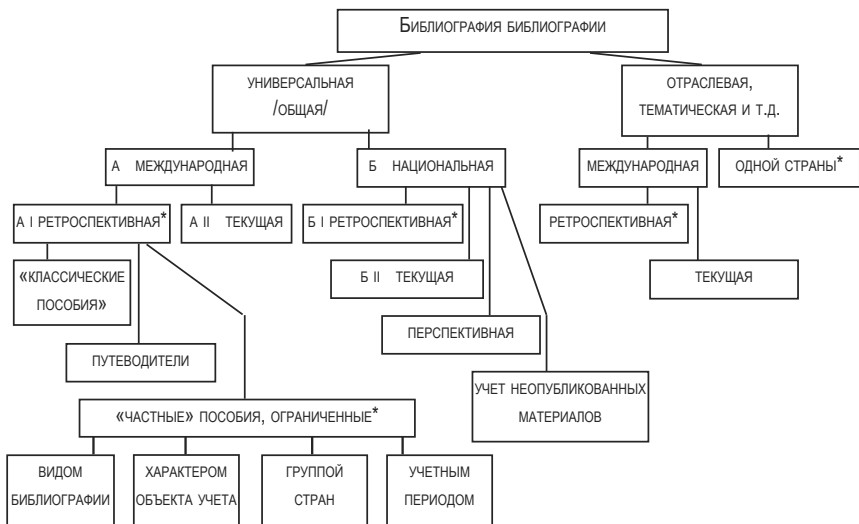 Библиография библиографии
УНИВЕРСАЛЬНАЯ
/ОБЩАЯ/
ОТРАСЛЕВАЯ,
ТЕМАТИЧЕСКАЯ И Т.Д.
А МЕЖДУНАРОДНАЯ
Б НАЦИОНАЛЬНАЯ
МЕЖДУНАРОДНАЯ
ОДНОЙ СТРАНЫ*
А I РЕТРОСПЕКТИВНАЯ*
А II ТЕКУЩАЯ
Б I РЕТРОСПЕКТИВНАЯ*
РЕТРОСПЕКТИВНАЯ*
«КЛАССИЧЕСКИЕ
ПОСОБИЯ»
Б II ТЕКУЩАЯ
ТЕКУЩАЯ
ПЕРСПЕКТИВНАЯ
ПУТЕВОДИТЕЛИ
УЧЕТ НЕОПУБЛИКОВАННЫХ
МАТЕРИАЛОВ
«ЧАСТНЫЕ» ПОСОБИЯ, ОГРАНИЧЕННЫЕ*
ВИДОМ
БИБЛИОГРАФИИ
ХАРАКТЕРОМ
ОБЪЕКТА УЧЕТА
ГРУППОЙ
СТРАН
УЧЕТНЫМ
ПЕРИОДОМ